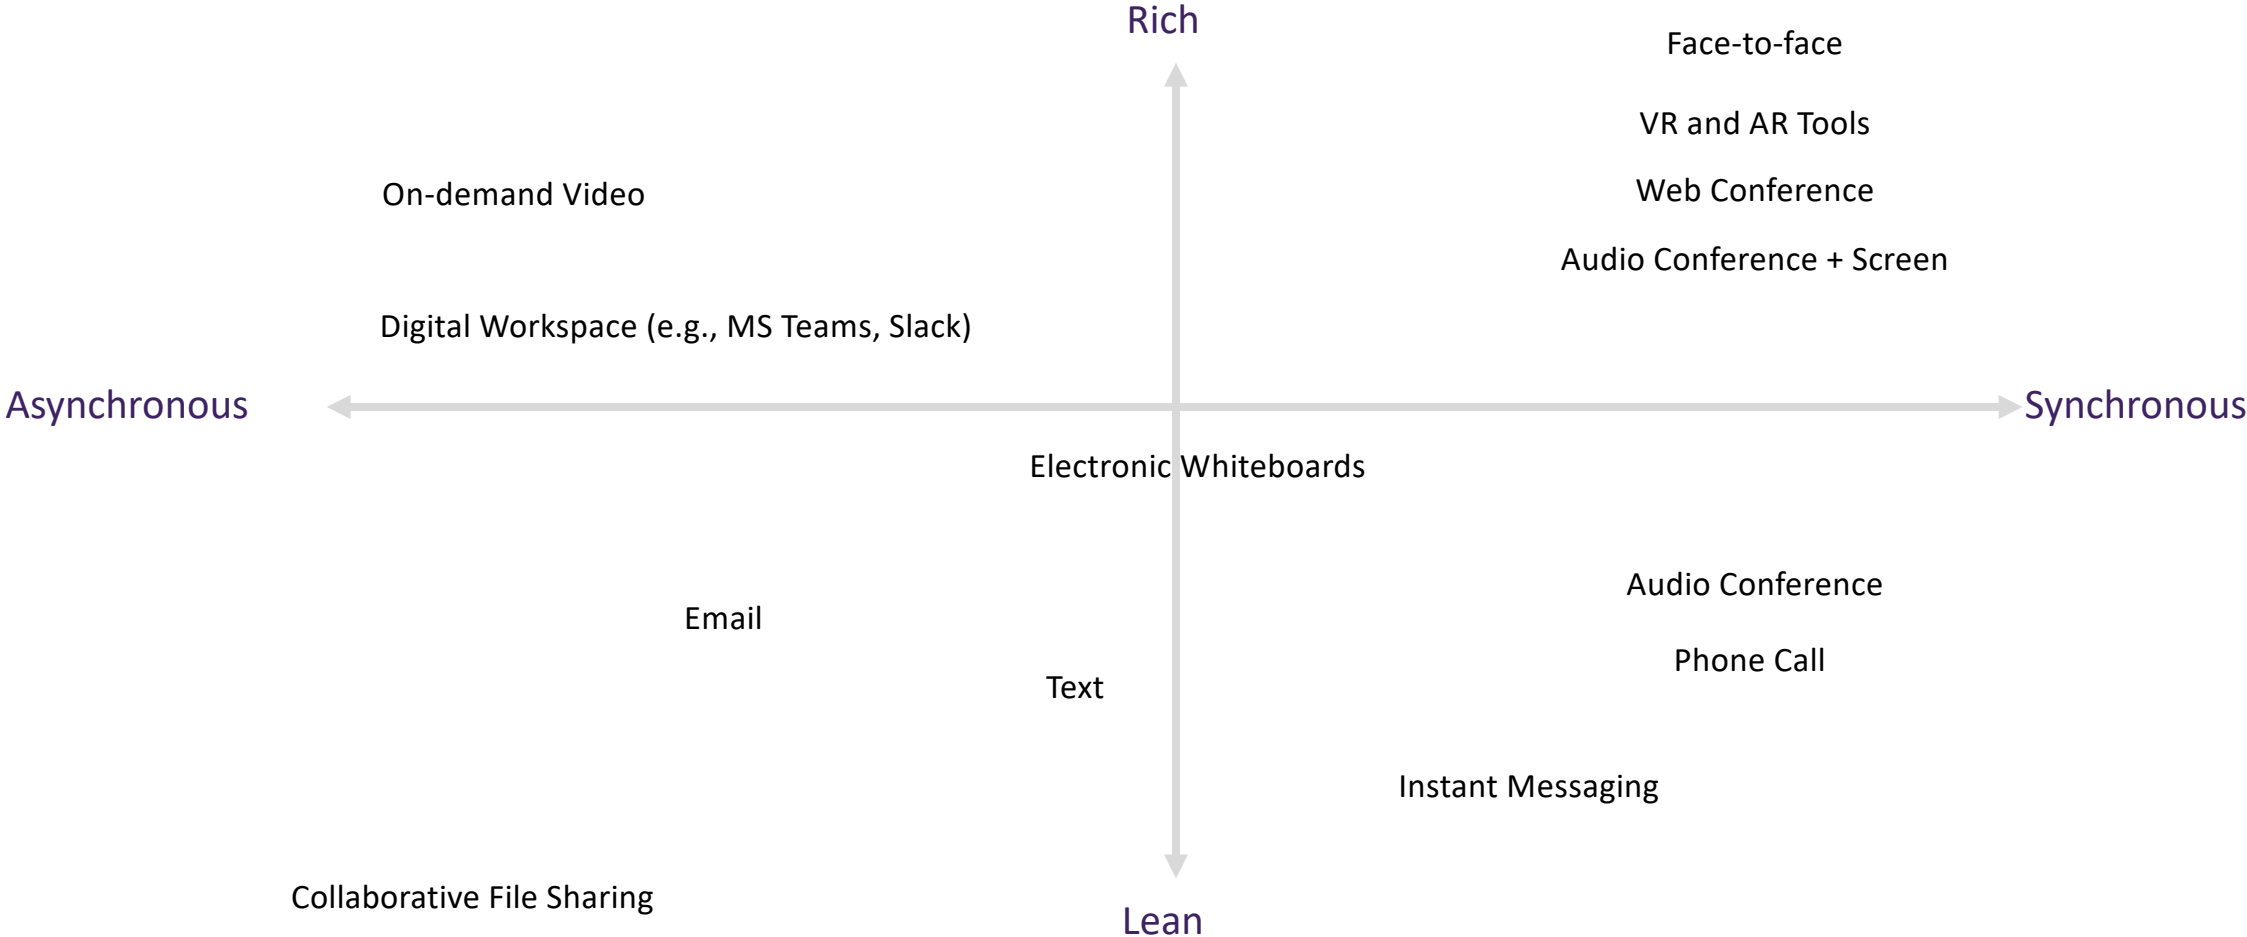 Rich
Face-to-face
VR and AR Tools
On-demand Video
Web Conference
Audio Conference + Screen
Digital Workspace (e.g., MS Teams, Slack)
Asynchronous
Synchronous
Electronic Whiteboards
Audio Conference
Email
Phone Call
Text
Instant Messaging
Collaborative File Sharing
Lean